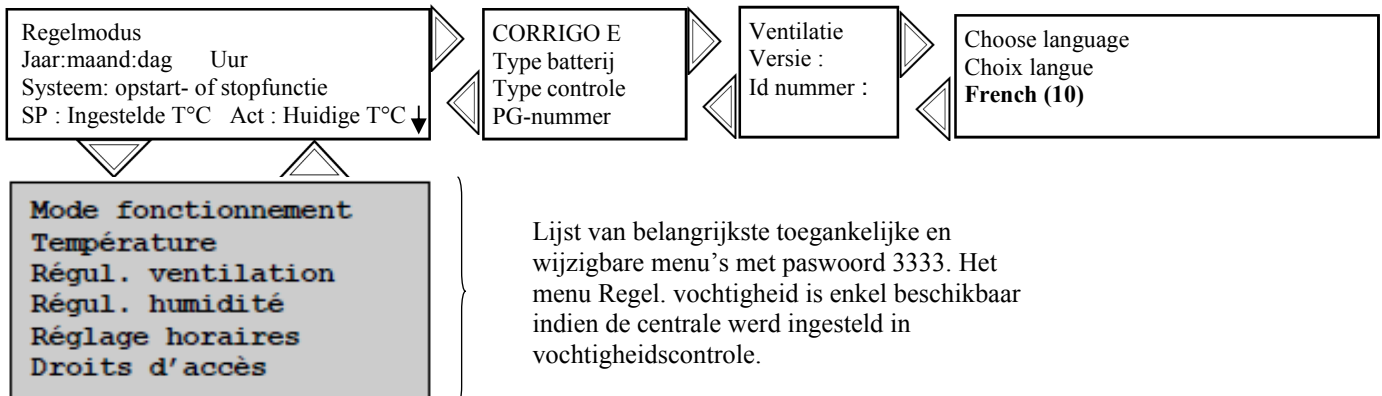 Regelmodus
Jaar:maand:dag Uur
Systeem: opstart- of stopfunctie
SP : Ingestelde T°C Act : Huidige T°C
CORRIGO E
Type batterij
Type controle
PG-nummer
Ventilatie
Versie :
Id nummer :
Choose language
Choix langue
French (10)
Mode fonctionnement
Température
Régul. ventilation
Régul. humidité
Réglage horaires
Droits d'accès
Lijst van belangrijkste toegankelijke en
wijzigbare menu’s met paswoord 3333. Het
menu Regel. vochtigheid is enkel beschikbaar
indien de centrale werd ingesteld in
vochtigheidscontrole.